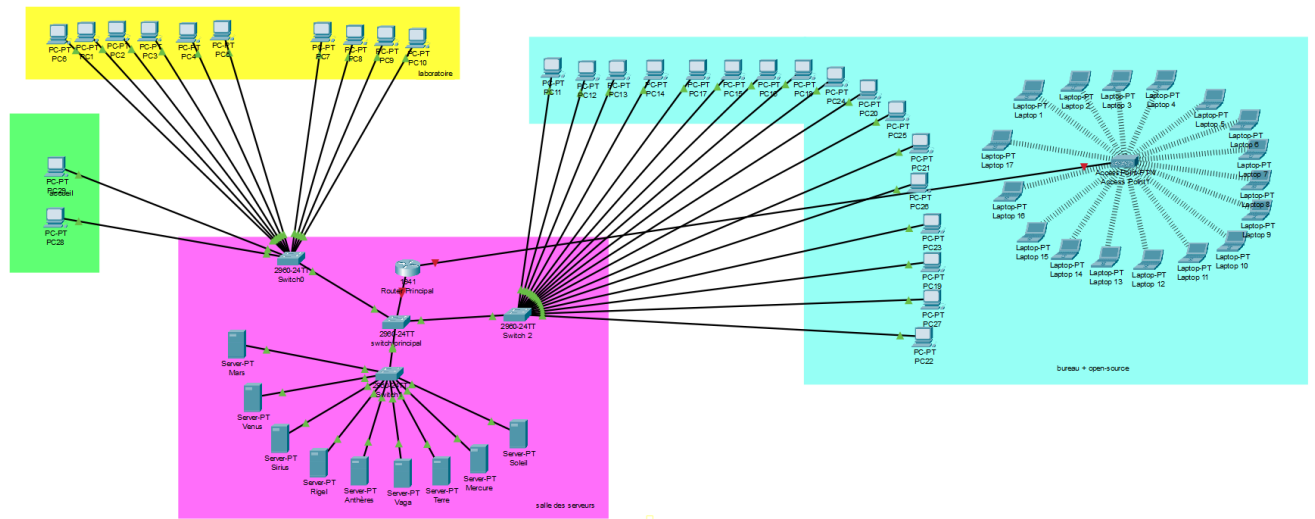 PC-PT
PC6
PC-PT
PC1
PC-PT
PC2
PC-PT
PC3
PC-PT
PC4
PC-PT
PC5
PC-PT
PC7
PC-PT
PC8
PC-PT
PC9
PC-PT
PC10
laboratoire
PC-PT
PC11
PC-PT
PC12
PC-PT
PC13
PC-PT
PC14
PC-PT
PC17
PC-PT
PC15
PC-PT
PC-PT
PC-PT
PC24
PC-PT
PC20
PC-PT
PC25
PC-PT
PC21
PC-PT
PC26
PC-PT
PC23
PC-PT
PC19
PC-PT
PC27
PC-PT
PC22
Laptop-PT
Laptop 1
Laptop-PT
Laptop 2
Laptop-PT
Laptop 3
Laptop-PT
Laptop 4
Laptop-PT
Laptop 5
Laptop-PT
Laptop 6
Laptop-PT
Laptop 7
Laptop-PT
Laptop 8
Laptop-PT
Laptop 9
Laptop-PT
Laptop 10
Laptop-PT
Laptop 11
Laptop-PT
Laptop 12
Laptop-PT
Laptop 13
Laptop-PT
Laptop 14
Laptop-PT
Laptop 15
Laptop-PT
Laptop 16
Laptop-PT
Laptop 17
Access Point
bureau + open-source
PC-PT
PC29
accueil
PC-PT
PC28
2960-24TT
Switch0
1941
Router Principal
2960-24TT
switch principal
2960-24TT
Switch 2
2960-24TT
Server-PT
Mars
Server-PT
Venus
Server-PT
Sirius
Server-PT
Rigel
Server-PT
Anthères
Server-PT
Vaga
Server-PT
Terre
Server-PT
Mercure
Server-PT
Soleil
salle des serveurs